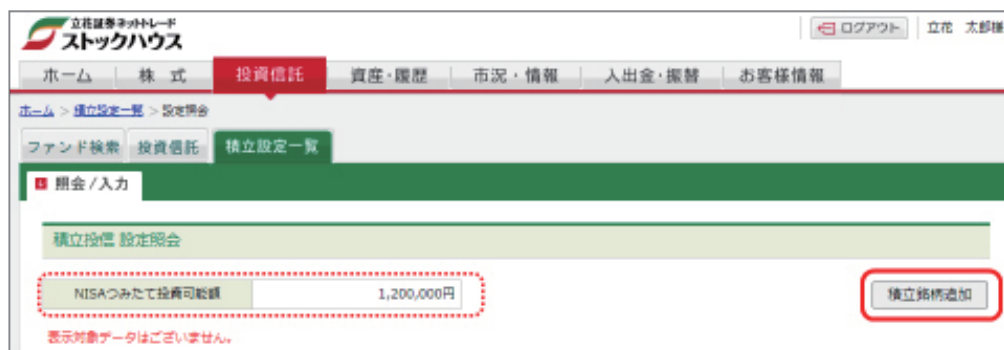 立花証券ネットトレード
ストックハウス
ログアウト 立花 太郎様
ホーム 株 式 投資信託 資産・履歴 市況・情報 入出金・振替 お客様情報
ホーム > 積立設定一覧 > 設定照会
ファンド検索 投資信託 積立設定一覧
照会/入力
積立投信 設定照会
NISAつみたて投資可能額 1,200,000円 積立銘柄追加
表示対象データはございません。